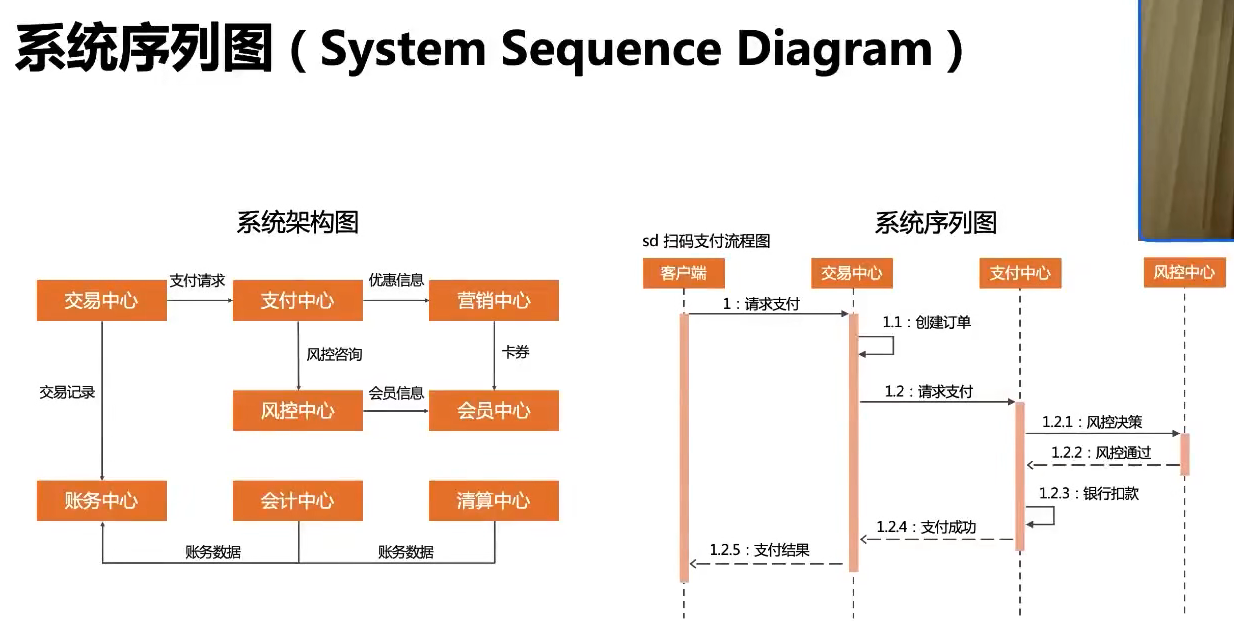 系统序列图（System Sequence Diagram）
系统架构图
交易中心
支付请求
支付中心
优惠信息
营销中心
交易记录
风控咨询
卡券
风控中心
会员信息
会员中心
账务中心
会计中心
清算中心
账务数据
账务数据
系统序列图
sd 扫码支付流程图
客户端
交易中心
支付中心
风控中心
1：请求支付
1.1：创建订单
1.2：请求支付
1.2.1：风控决策
1.2.2：风控通过
1.2.3：银行扣款
1.2.4：支付成功
1.2.5：支付结果